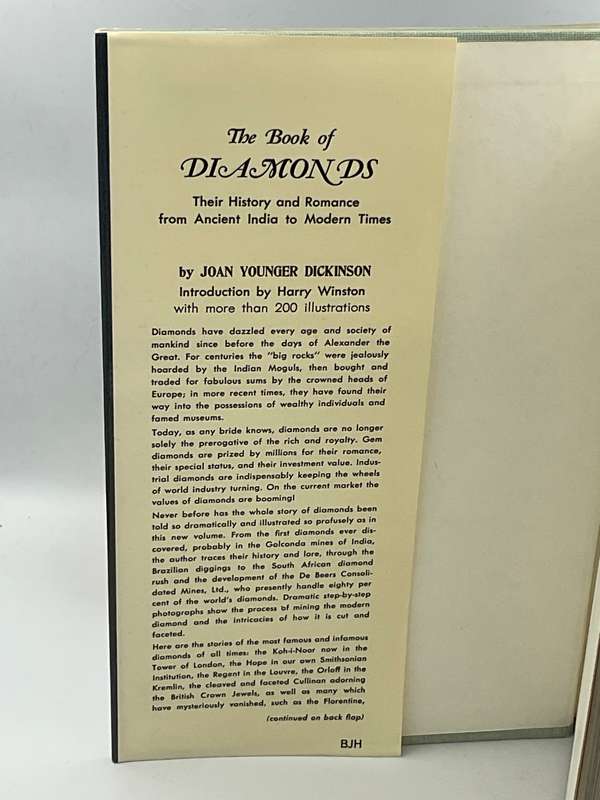 The Book of
DIAMONDS
Their History and Romance
from Ancient India to Modern Times
by JOAN YOUNGER DICKINSON
Introduction by Harry Winston
with more than 200 illustrations
Diamonds have dazzled every age and society of
mankind since before the days of Alexander the
Great. For centuries the "big rocks" were jealously
hoarded by the Indian Moguls, then bought and
traded for fabulous sums by the crowned heads of
Europe; in more recent times, they have found their
way into the possessions of wealthy individuals and
famed museums.
Today, as any bride knows, diamonds are no longer
solely the prerogative of the rich and royalty. Gem
diamonds are prized by millions for their romance,
their special status, and their investment value. Indus-
trial diamonds are indispensably keeping the wheels
of world industry turning. On the current market the
values of diamonds are booming!
Never before has the whole story of diamonds been
told so dramatically and illustrated so profusely as in
this new volume. From the first diamonds ever dis-
covered, probably in the Golconda mines of India,
the author traces their history and lore, through the
Brazilian diggings to the South African diamond
rush and the development of the De Beers Consoli-
dated Mines, Ltd., who presently handle eighty per
cent of the world's diamonds. Dramatic step-by-step
photographs show the process of mining the modern
diamond and the intricacies of how it is cut and
faceted.
Here are the stories of the most famous and infamous
diamonds of all times: the Koh-i-Noor now in the
Tower of London, the Hope in our own Smithsonian
Institution, the Regent in the Louvre, the Orloff in the
Kremlin, the cleaved and faceted Cullinan adorning
the British Crown Jewels, as well as many which
have mysteriously vanished, such as the Florentine,
(continued on back flap)
BJH